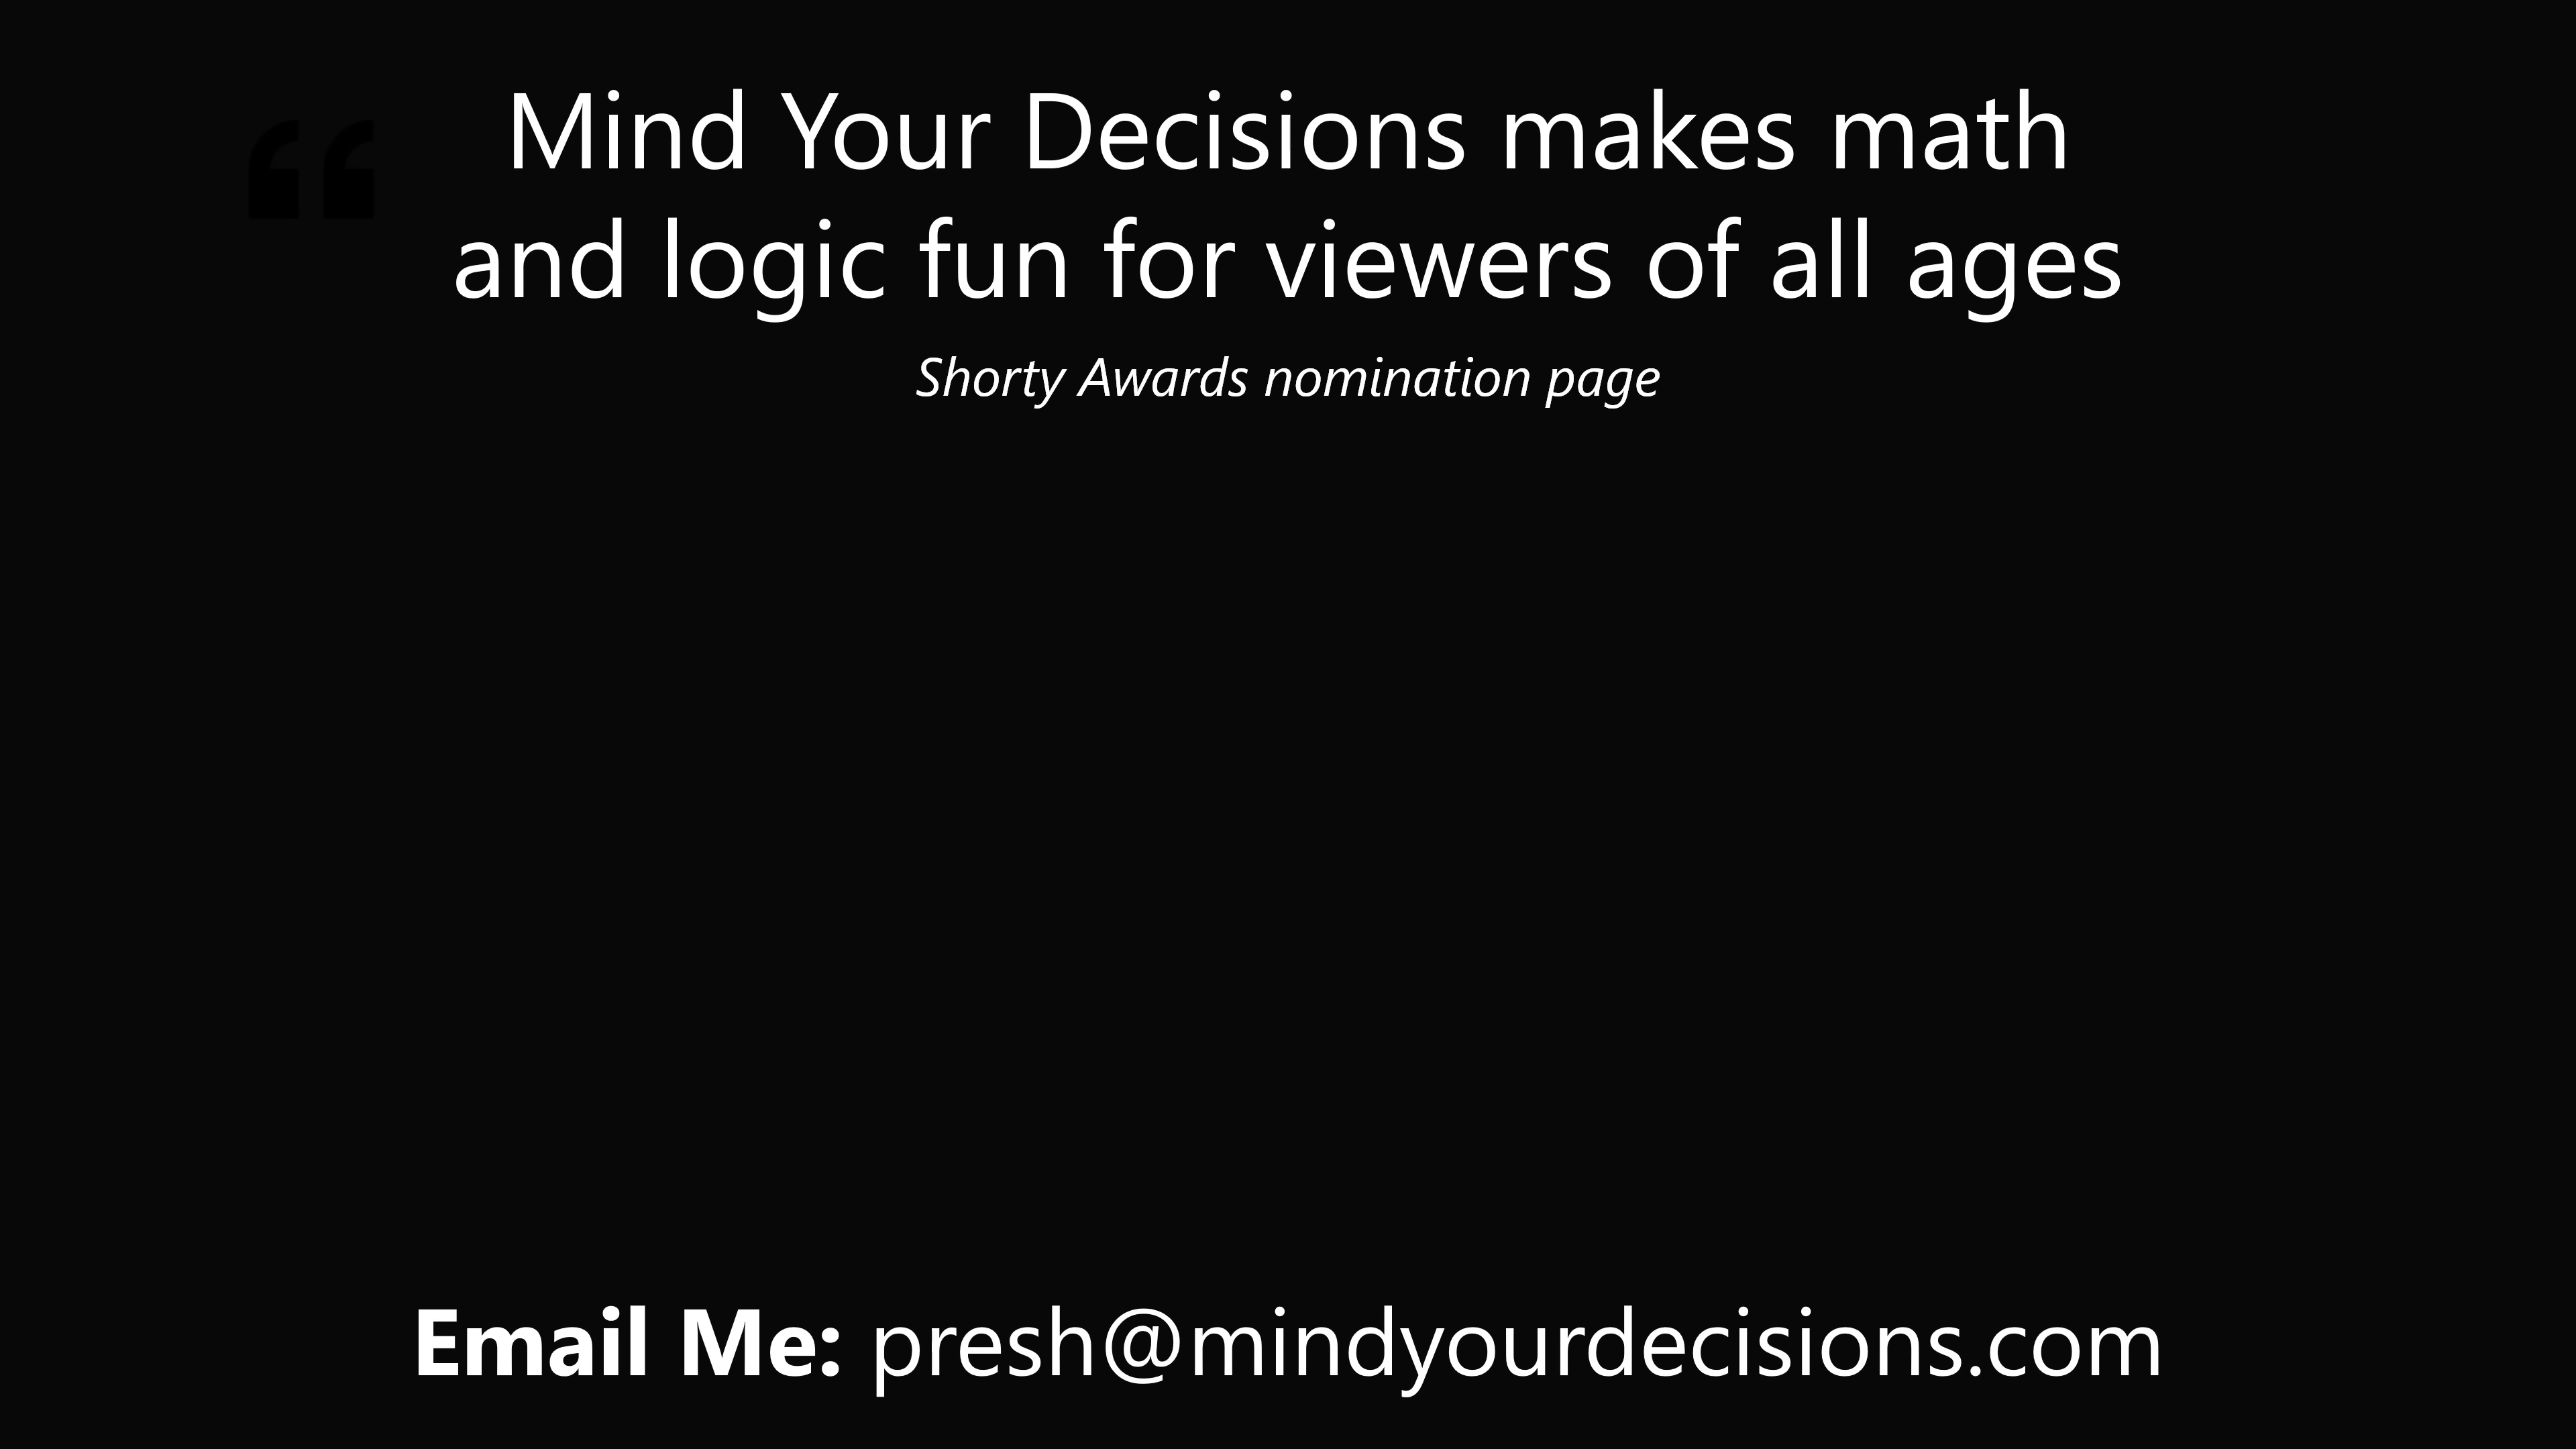 “
Mind Your Decisions makes math
and logic fun for viewers of all ages
Shorty Awards nomination page
Email Me: presh@mindyourdecisions.com